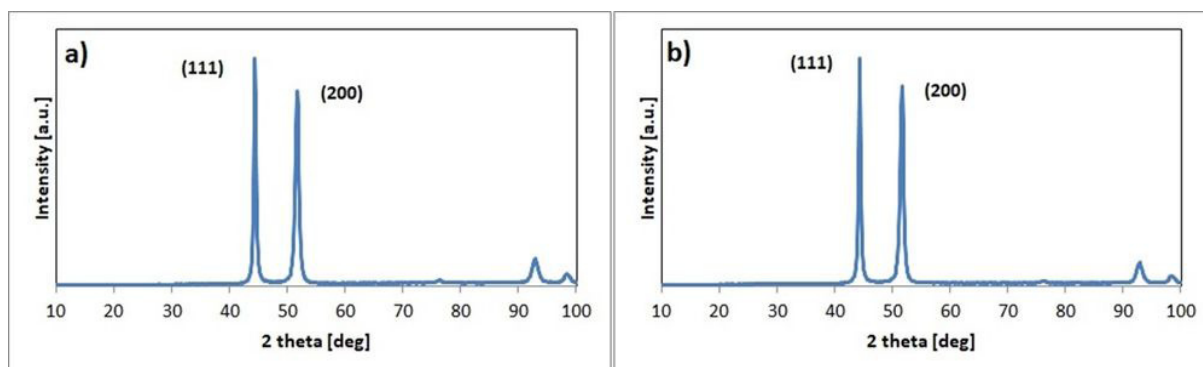 a)
(111)
(200)
Intensity [a.u.]
10 20 30 40 50 60 70 80 90 100
2 theta [deg]
b)
(111)
(200)
Intensity [a.u.]
10 20 30 40 50 60 70 80 90 100
2 theta [deg]